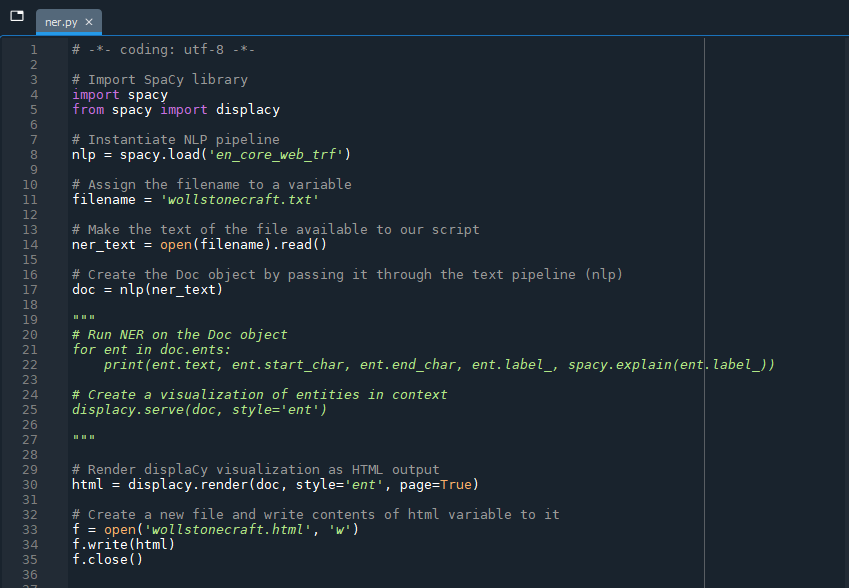 ner.py ×
1 # -*- coding: utf-8 -*-
2
3 # Import SpaCy library
4 import spacy
5 from spacy import displacy
6
7 # Instantiate NLP pipeline
8 nlp = spacy.load('en_core_web_trf')
9
10 # Assign the filename to a variable
11 filename = 'wollstonecraft.txt'
12
13 # Make the text of the file available to our script
14 ner_text = open(filename).read()
15
16 # Create the Doc object by passing it through the text pipeline (nlp)
17 doc = nlp(ner_text)
18
19 """
20 # Run NER on the Doc object
21 for ent in doc.ents:
22     print(ent.text, ent.start_char, ent.end_char, ent.label_, spacy.explain(ent.label_))
23
24 # Create a visualization of entities in context
25 displacy.serve(doc, style='ent')
26
27 """
28
29 # Render displaCy visualization as HTML output
30 html = displacy.render(doc, style='ent', page=True)
31
32 # Create a new file and write contents of html variable to it
33 f = open('wollstonecraft.html', 'w')
34 f.write(html)
35 f.close()
36
37